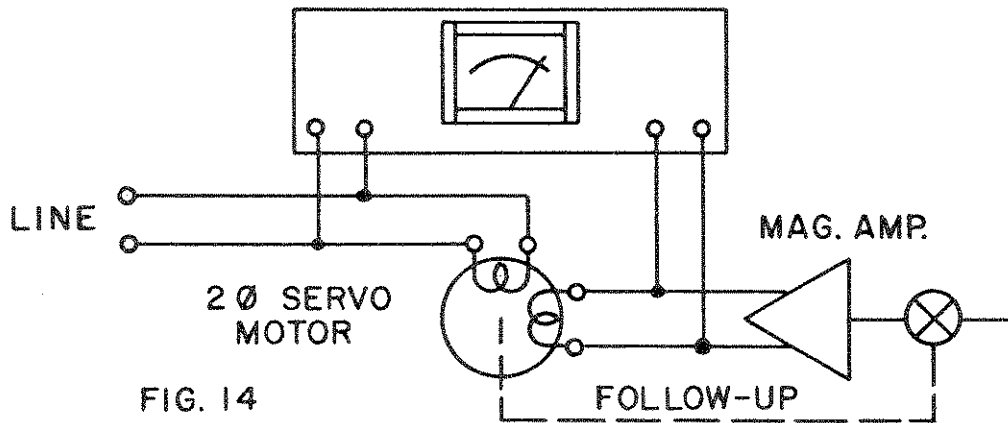 LINE
MAG. AMP.
2 Ø SERVO
MOTOR
FIG. 14
FOLLOW-UP